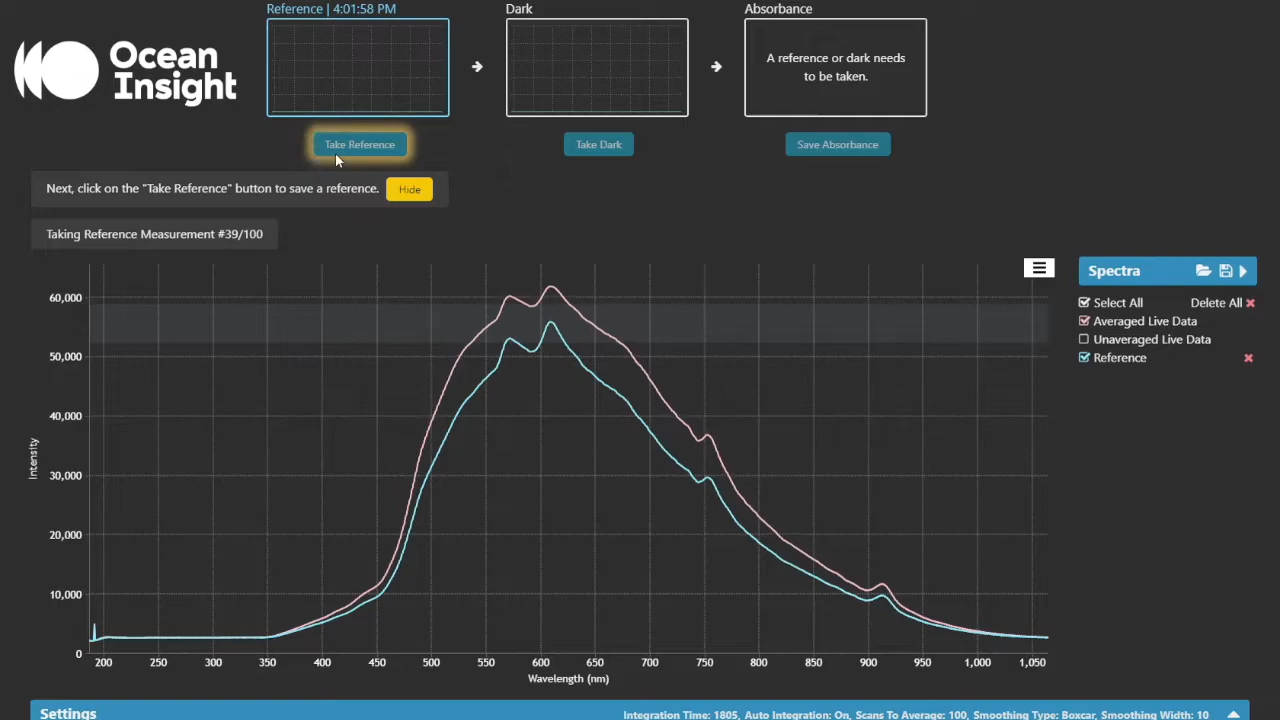 Ocean
Insight
Reference | 4:01:58 PM
Dark
Absorbance
A reference or dark needs
to be taken.
Take Reference
Take Dark
Save Absorbance
Next, click on the "Take Reference" button to save a reference. Hide
Taking Reference Measurement #39/100
Spectra
Select All Delete All
Averaged Live Data
Unaveraged Live Data
Reference
Intensity
60,000
50,000
40,000
30,000
20,000
10,000
0
200 250 300 350 400 450 500 550 600 650 700 750 800 850 900 950 1,000 1,050
Wavelength (nm)
Settings Integration Time: 1805, Auto Integration: On, Scans To Average: 100, Smoothing Type: Boxcar, Smoothing Width: 10